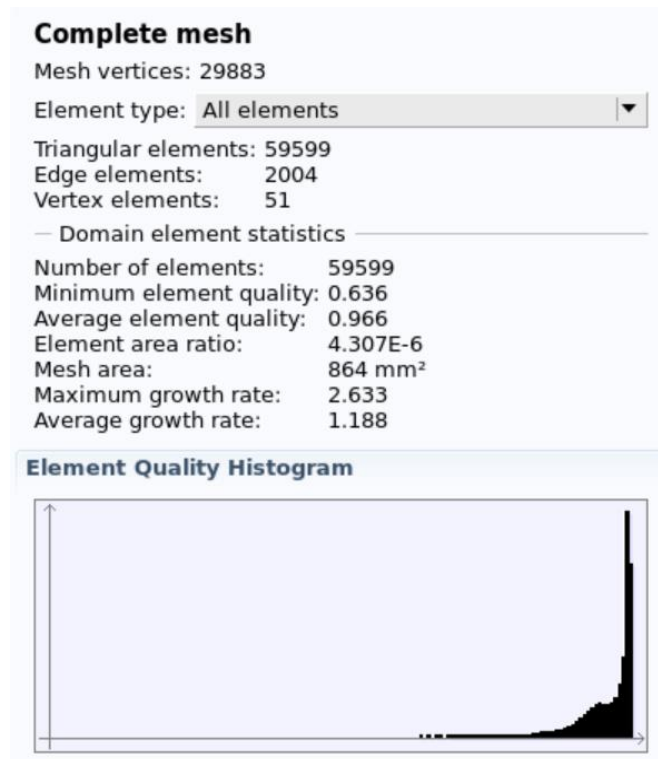 Complete mesh
Mesh vertices: 29883
Element type: All elements
Triangular elements: 59599
Edge elements: 2004
Vertex elements: 51
Domain element statistics
Number of elements: 59599
Minimum element quality: 0.636
Average element quality: 0.966
Element area ratio: 4.307E-6
Mesh area: 864 mm²
Maximum growth rate: 2.633
Average growth rate: 1.188
Element Quality Histogram